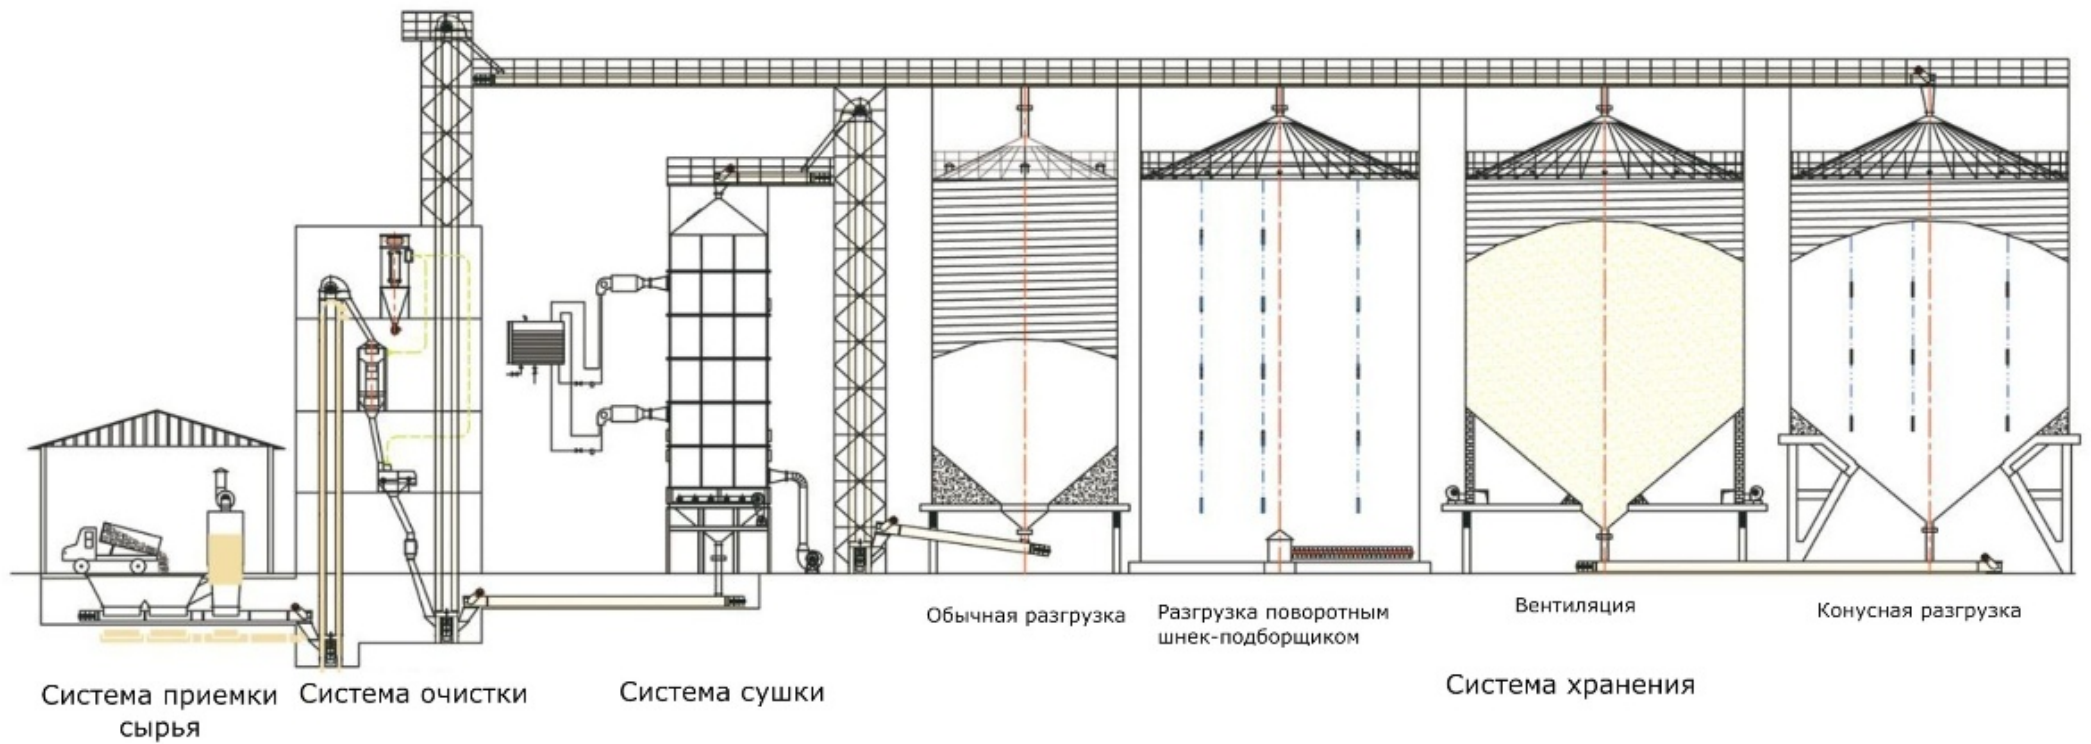 Обычная разгрузка
Разгрузка поворотным
шнек-подборщиком
Вентиляция
Конусная разгрузка
Система приемки
сырья
Система очистки
Система сушки
Система хранения